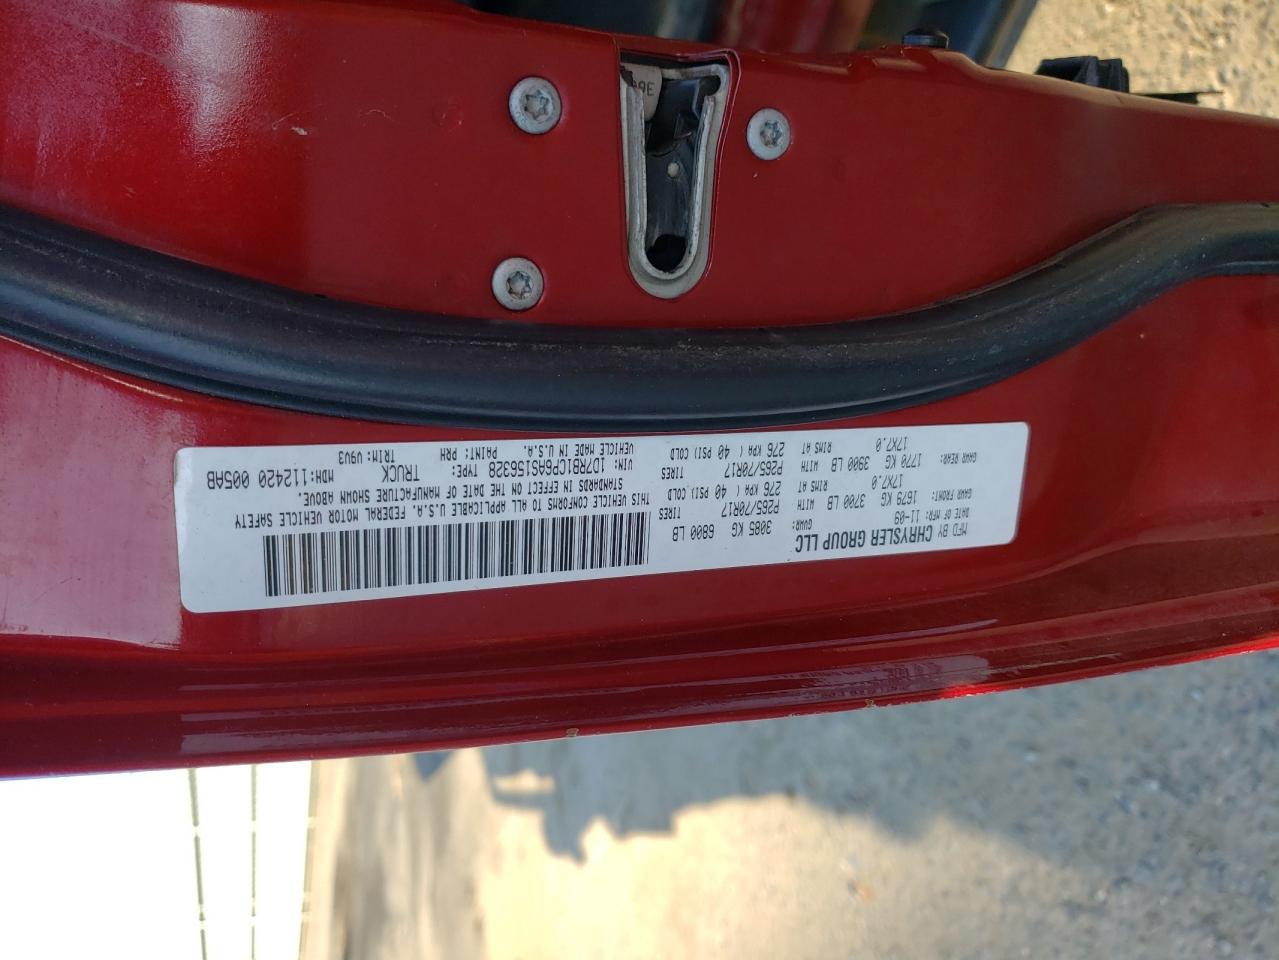 MFD BY CHRYSLER GROUP LLC
DATE OF MFR: 11-09 GVWR: 3085 KG 6800 LB
GAWR FRONT: 1679 KG 3700 LB WITH P265/70R17 TIRES
17X7.0 RIMS AT 276 KPA ( 40 PSI) COLD
GAWR REAR: 1770 KG 3900 LB WITH P265/70R17 TIRES
17X7.0 RIMS AT 276 KPA ( 40 PSI) COLD
THIS VEHICLE CONFORMS TO ALL APPLICABLE U.S.A. FEDERAL MOTOR VEHICLE SAFETY
STANDARDS IN EFFECT ON THE DATE OF MANUFACTURE SHOWN ABOVE.
VIN: 1D7RB1CP6AS156328 TYPE: TRUCK MDH:112420 005AB
VEHICLE MADE IN U.S.A. PAINT: RH TRIM: V9V3